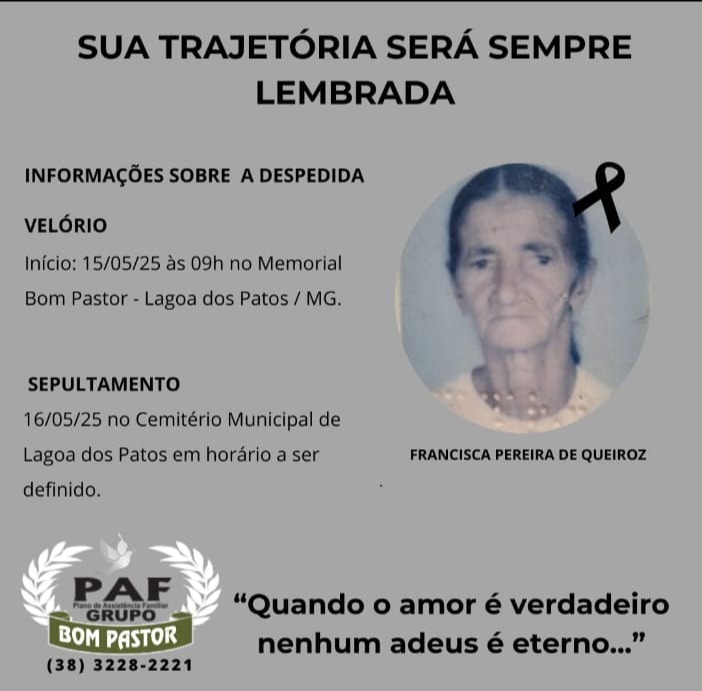 SUA TRAJETÓRIA SERÁ SEMPRE
LEMBRADA
INFORMAÇÕES SOBRE A DESPEDIDA
VELÓRIO
Início: 15/05/25 às 09h no Memorial
Bom Pastor - Lagoa dos Patos / MG.
SEPULTAMENTO
16/05/25 no Cemitério Municipal de
Lagoa dos Patos em horário a ser
definido.
FRANCISCA PEREIRA DE QUEIROZ
PAF
Plano de Assistência Familiar
GRUPO
BOM PASTOR
(38) 3228-2221
“Quando o amor é verdadeiro
nenhum adeus é eterno...”